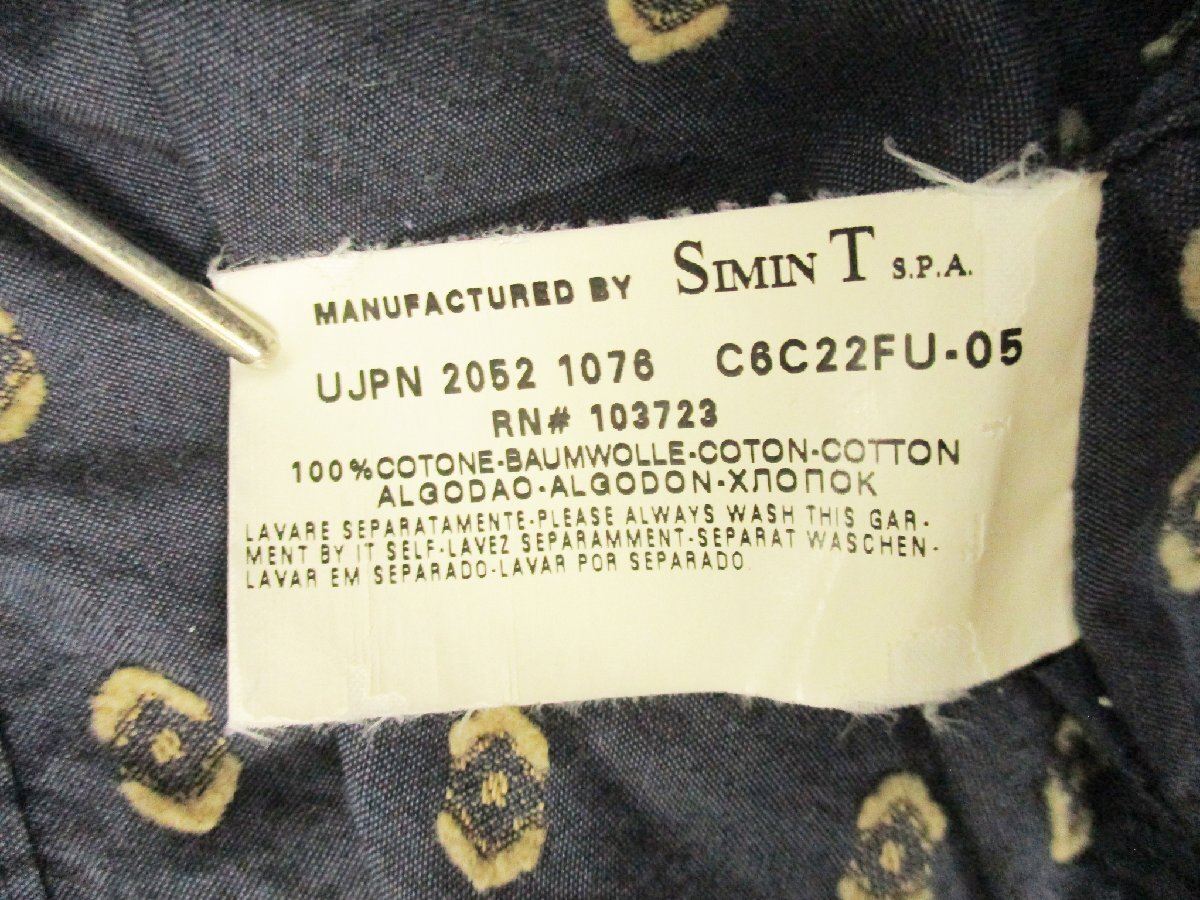 MANUFACTURED BY SIMIN T S.P.A.
UJPN 2052 1076 C6C22FU-05
RN# 103723
100%COTONE-BAUMWOLLE-COTON-COTTON
ALGODAO-ALGODON-ХЛОПОК
LAVARE SEPARATAMENTE-PLEASE ALWAYS WASH THIS GAR-
MENT BY IT SELF-LAVEZ SEPARAMMENT-SEPARAT WASCHEN-
LAVAR EM SEPARADO-LAVAR POR SEPARADO.